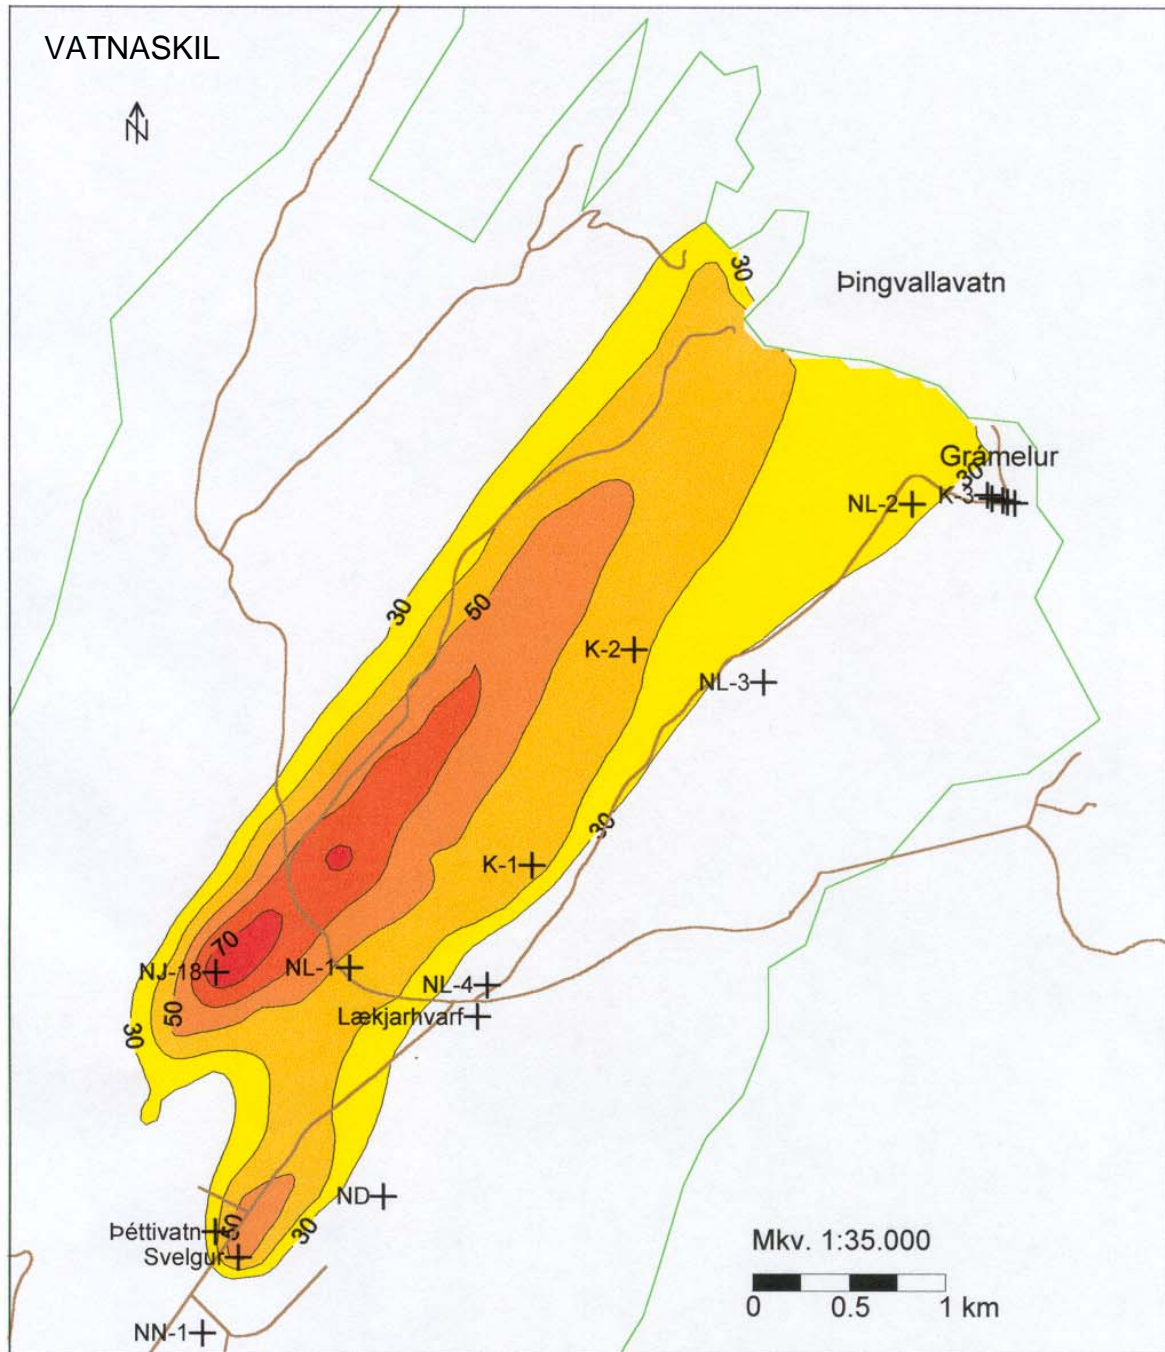 VATNASKIL
N
30
Þingvallavatn
Grámelur
30
NL-2
K-3
30
50
K-2
NL-3
30
K-1
70
NJ-18
NL-1
NL-4
50
Lækjarhvarf
30
ND
Þéttivatn
50
30
Svelgur
Mkv. 1:35.000
0 0.5 1 km
NN-1